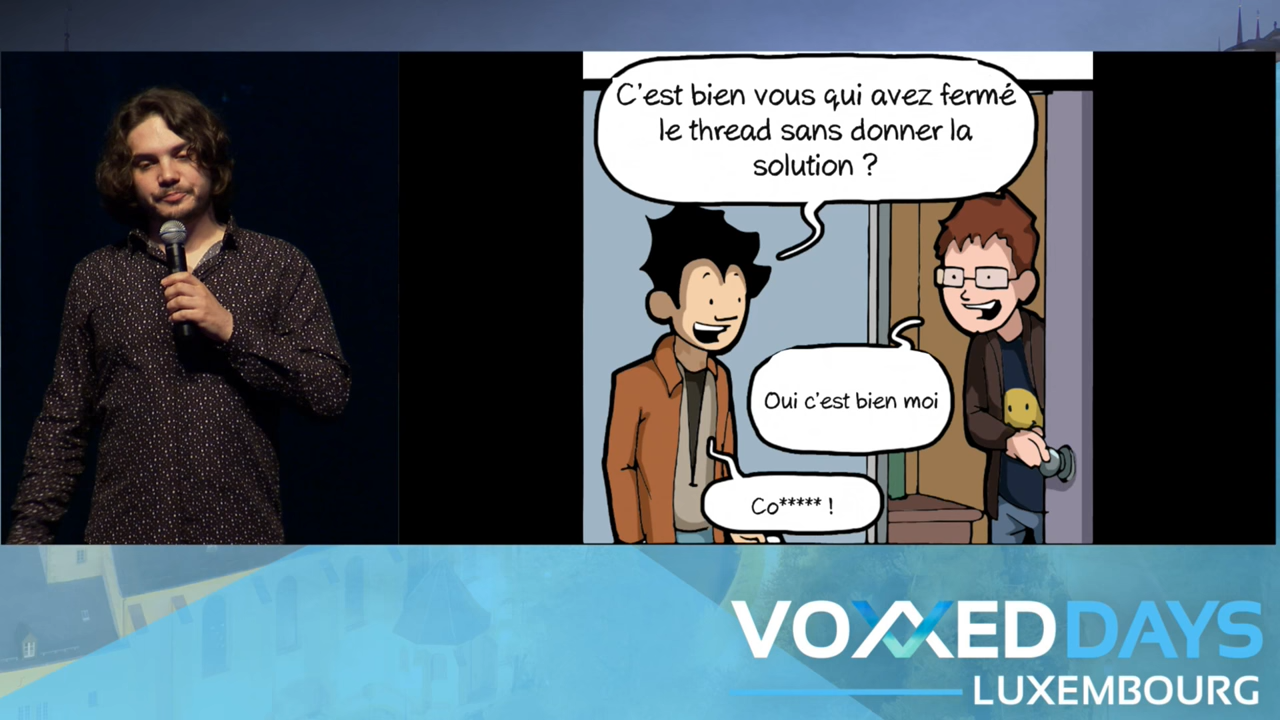 C'est bien vous qui avez fermé
le thread sans donner la
solution ?
Oui c'est bien moi
Co***** !
VOXXED DAYS
LUXEMBOURG